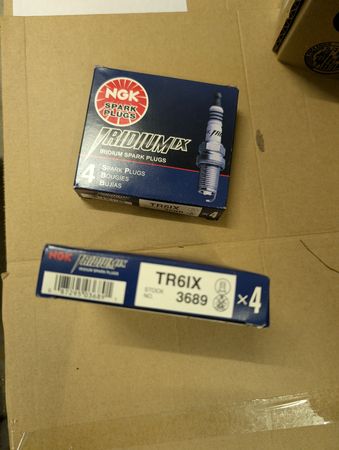 NGK
SPARK
PLUGS
IRIDIUM IX
IRIDIUM SPARK PLUGS
4 SPARK PLUGS
BOUGIES
BUJIAS
TR6IX
3689
×4
NGK IRIDIUM IX
IRIDIUM SPARK PLUGS
TR6IX
STOCK
NO. 3689
×4